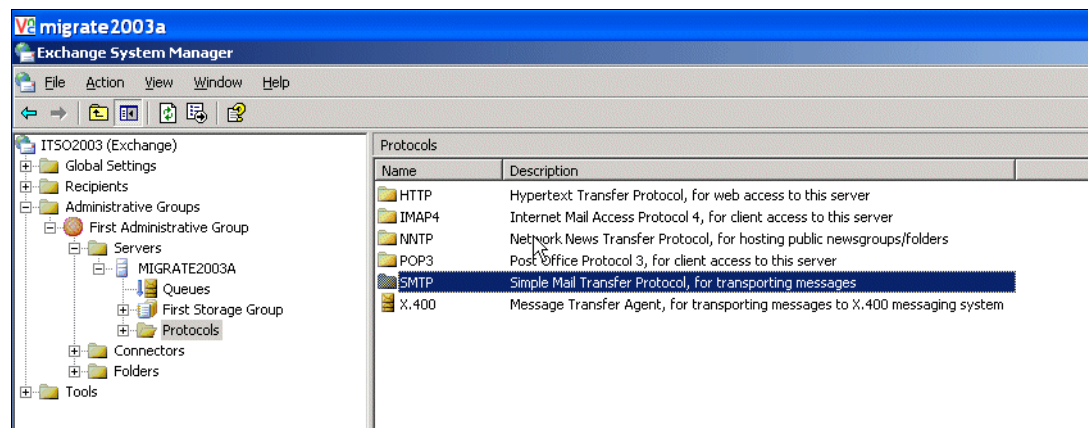 migrate2003a
Exchange System Manager
File Action View Window Help
ITSO2003 (Exchange)
Global Settings
Recipients
Administrative Groups
First Administrative Group
Servers
MIGRATE2003A
Queues
First Storage Group
Protocols
Connectors
Folders
Tools
Protocols
Name Description
HTTP Hypertext Transfer Protocol, for web access to this server
IMAP4 Internet Mail Access Protocol 4, for client access to this server
NNTP Network News Transfer Protocol, for hosting public newsgroups/folders
POP3 Post Office Protocol 3, for client access to this server
SMTP Simple Mail Transfer Protocol, for transporting messages
X.400 Message Transfer Agent, for transporting messages to X.400 messaging system